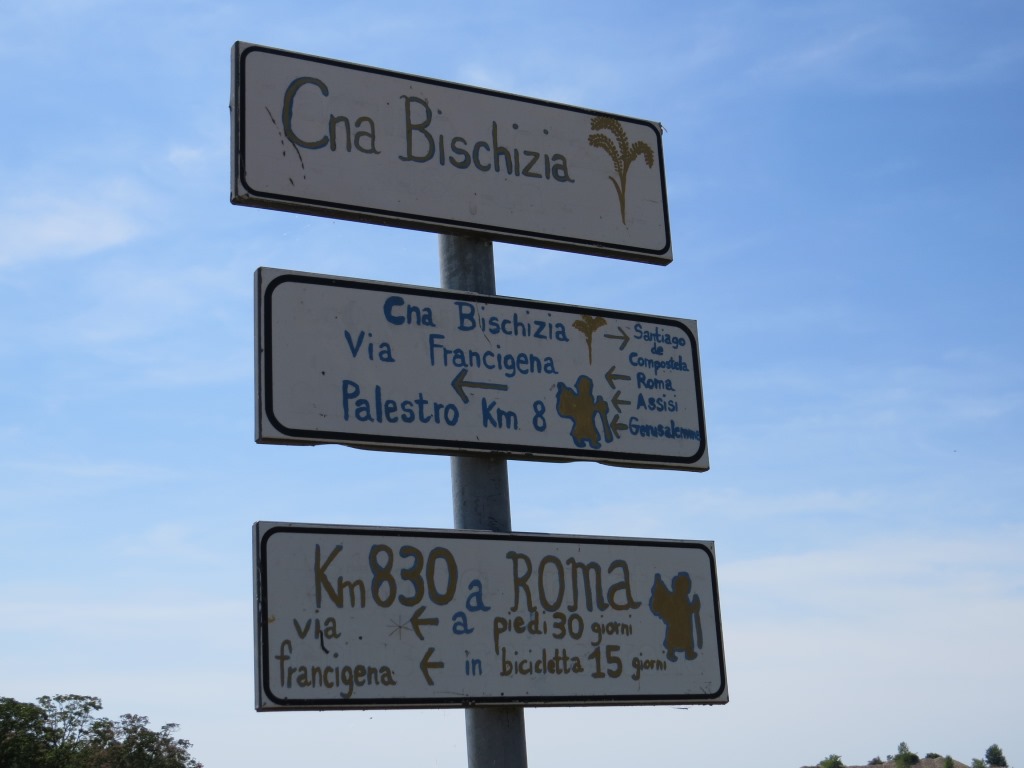 Cna Bischizia
Cna Bischizia
Via Francigena
Palestro Km 8
→ Santiago
de
Compostela
← Roma
← Assisi
← Gerusalemme
Km 830 a ROMA
via ← a piedi 30 giorni
francigena ← in bicicletta 15 giorni